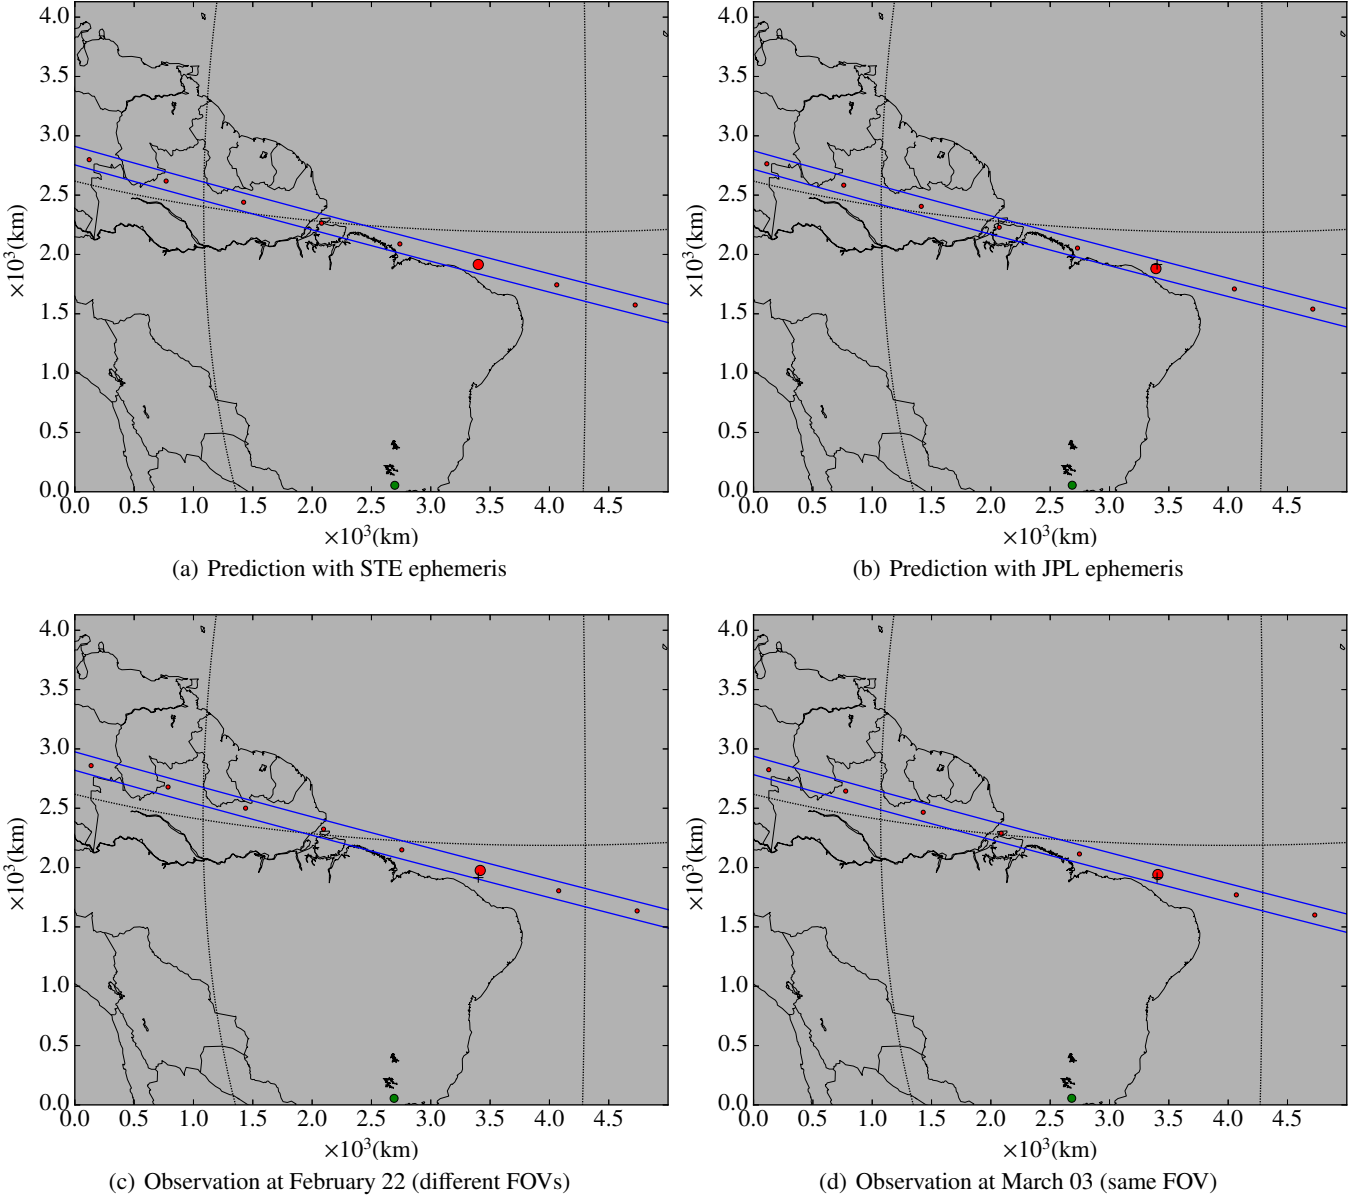 4.0
3.5
3.0
2.5
2.0
1.5
1.0
0.5
0.0
×10³(km)
0.0 0.5 1.0 1.5 2.0 2.5 3.0 3.5 4.0 4.5
×10³(km)
(a) Prediction with STE ephemeris
4.0
3.5
3.0
2.5
2.0
1.5
1.0
0.5
0.0
×10³(km)
0.0 0.5 1.0 1.5 2.0 2.5 3.0 3.5 4.0 4.5
×10³(km)
(b) Prediction with JPL ephemeris
4.0
3.5
3.0
2.5
2.0
1.5
1.0
0.5
0.0
×10³(km)
0.0 0.5 1.0 1.5 2.0 2.5 3.0 3.5 4.0 4.5
×10³(km)
(c) Observation at February 22 (different FOVs)
4.0
3.5
3.0
2.5
2.0
1.5
1.0
0.5
0.0
×10³(km)
0.0 0.5 1.0 1.5 2.0 2.5 3.0 3.5 4.0 4.5
×10³(km)
(d) Observation at March 03 (same FOV)